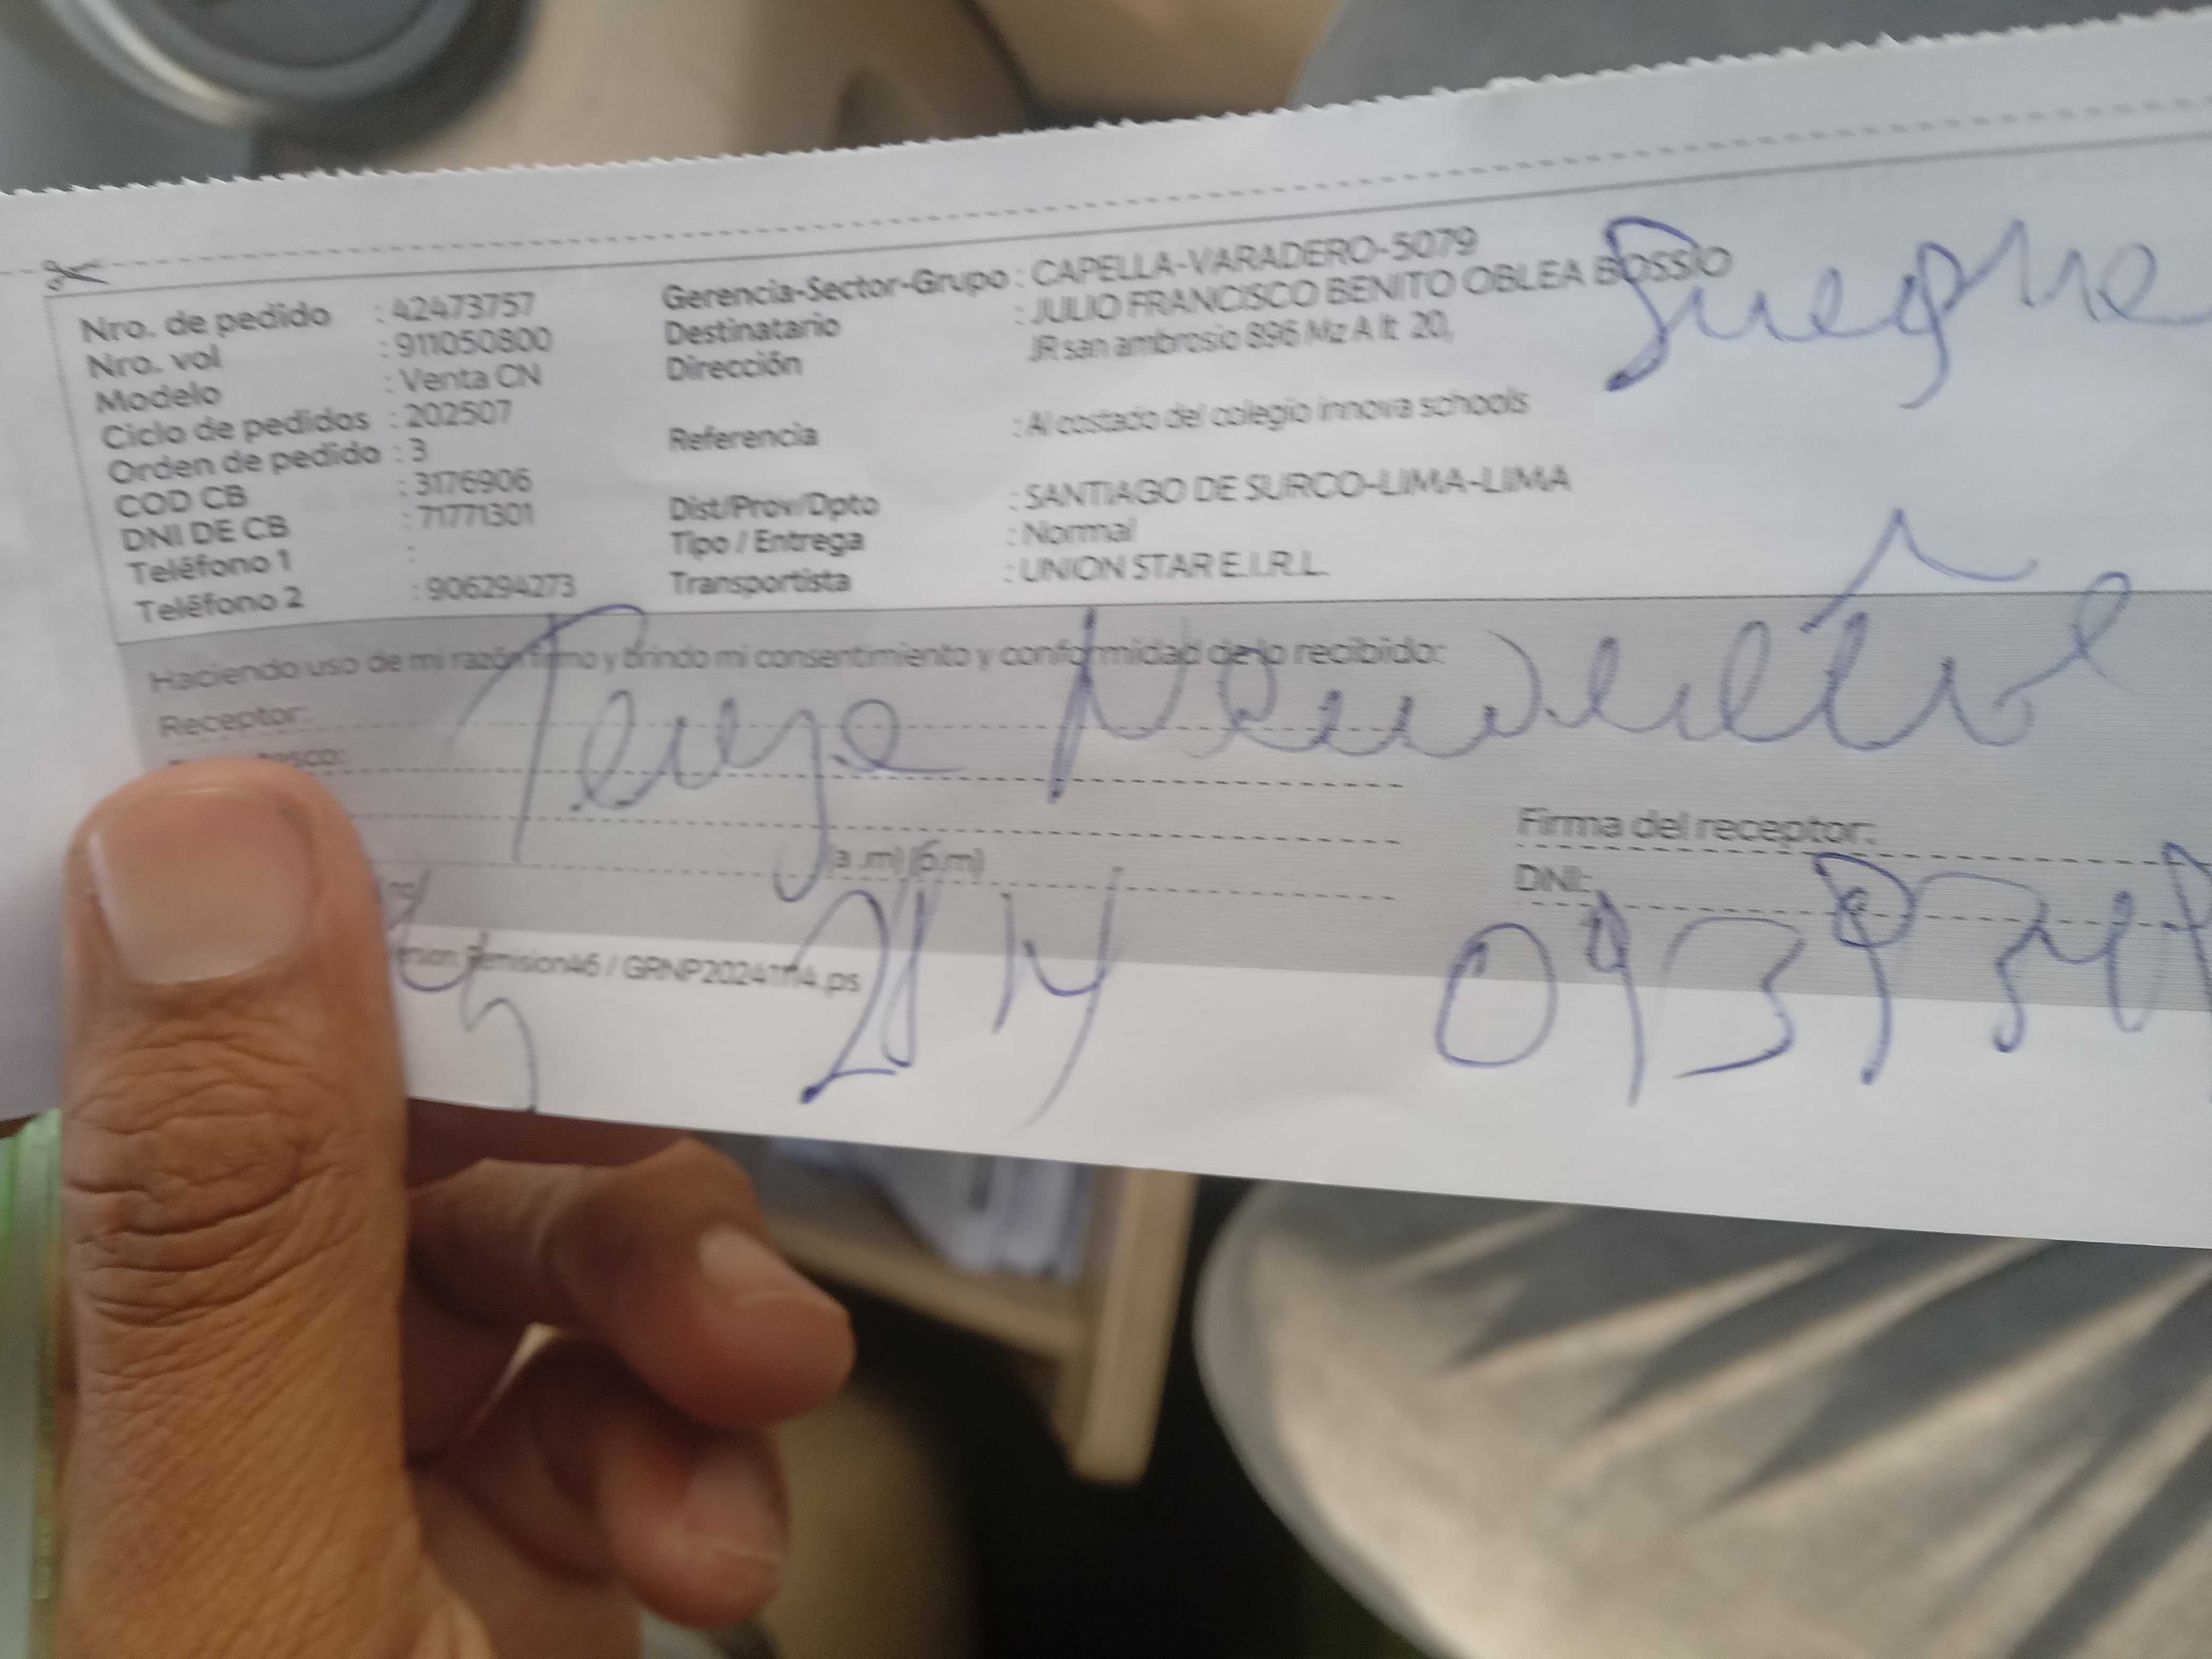 Nro. de pedido : 42473757
Nro. vol : 911050800
Modelo : Venta CN
Ciclo de pedidos : 202507
Orden de pedido : 3
COD CB : 3176906
DNI DE CB : 71771301
Teléfono 1 :
Teléfono 2 : 906294273
Gerencia-Sector-Grupo : CAPELLA-VARADERO-5079
Destinatario : JULIO FRANCISCO BENITO OBLEA BOSSIO
Dirección JR san ambrosio 896 Mz A lt 20,
Referencia : Al costado del colegio innova schools
Dist/Prov/Dpto : SANTIAGO DE SURCO-LIMA-LIMA
Tipo / Entrega : Normal
Transportista : UNION STAR E.I.R.L.
Haciendo uso de mi razón firmo y brindo mi consentimiento y conformidad de lo recibido:
Receptor:
(a .m) (p.m)
Firma del receptor:
DNI:
Remision46 / GRNP20241114.ps